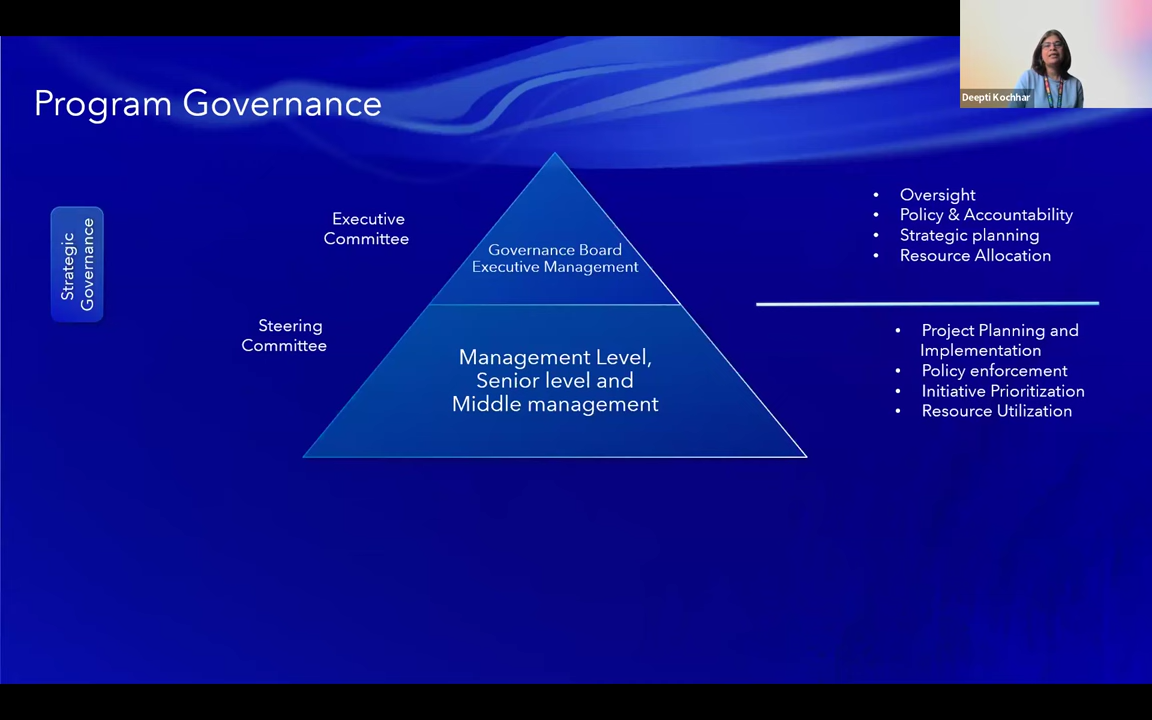 Program Governance
Deepti Kochhar
Strategic
Governance
Executive
Committee
Governance Board
Executive Management
• Oversight
• Policy & Accountability
• Strategic planning
• Resource Allocation
Steering
Committee
Management Level,
Senior level and
Middle management
• Project Planning and
Implementation
• Policy enforcement
• Initiative Prioritization
• Resource Utilization